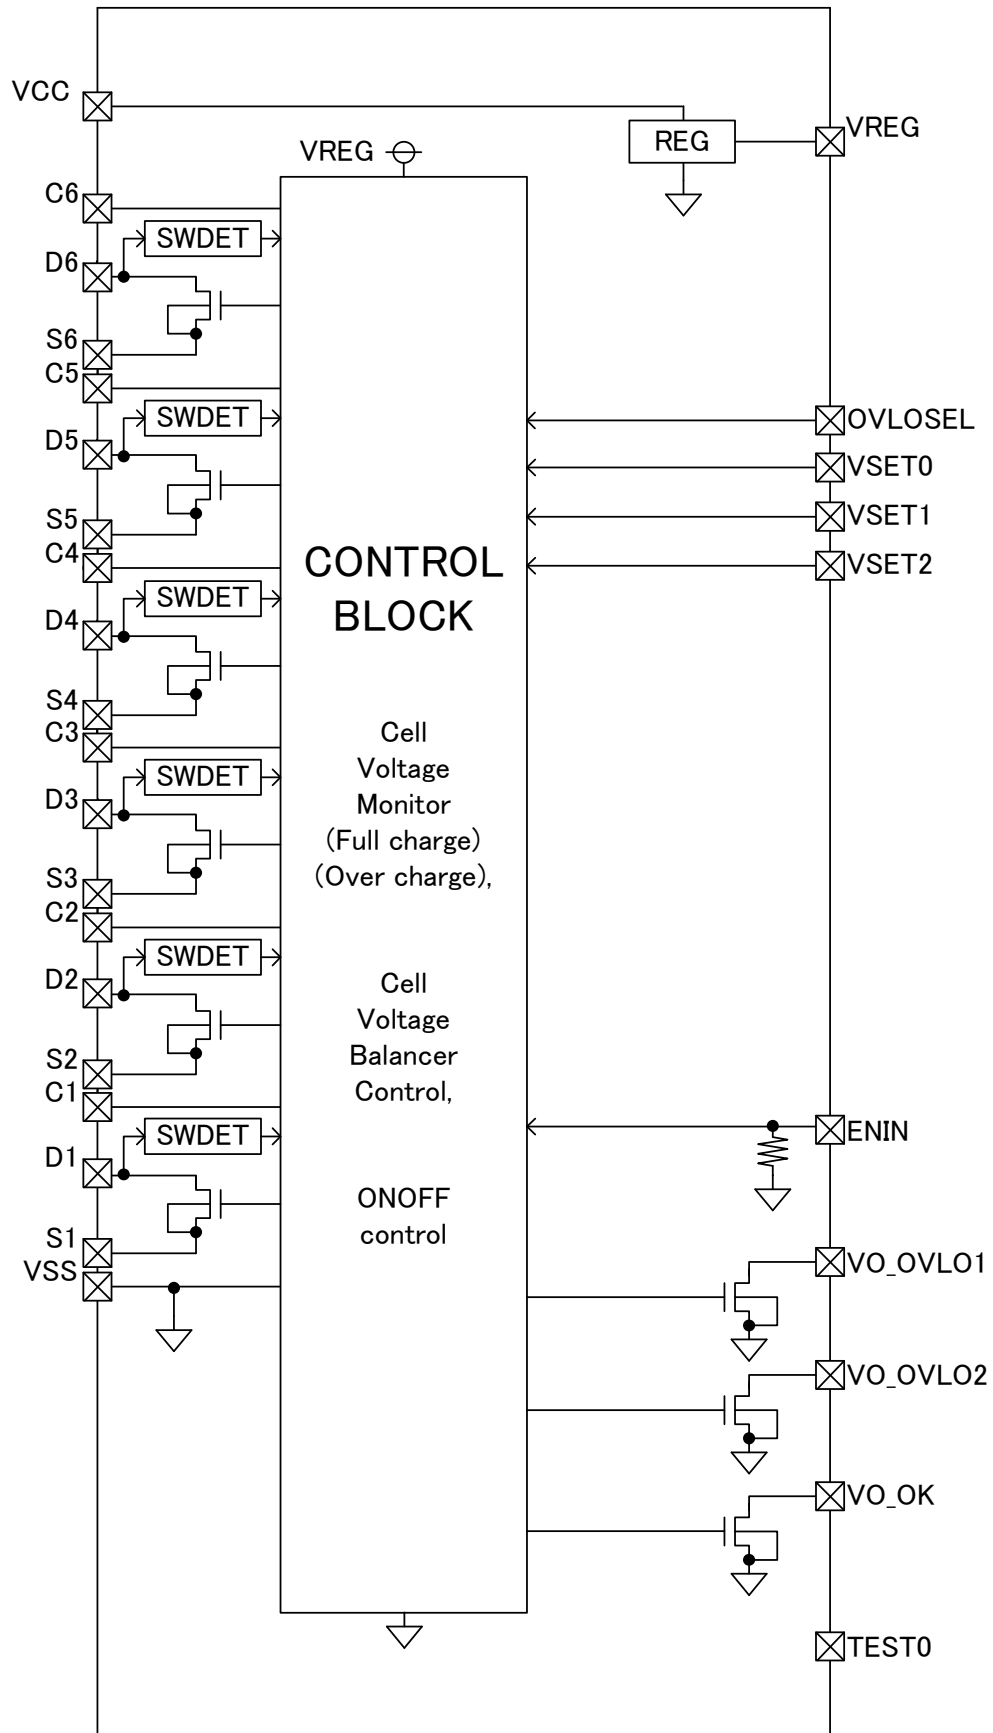 VCC
VREG
REG
VREG
C6
SWDET
D6
S6
C5
SWDET
OVLOSEL
D5
VSET0
S5
VSET1
C4
CONTROL
BLOCK
VSET2
SWDET
D4
S4
C3
Cell
Voltage
Monitor
(Full charge)
(Over charge),
SWDET
D3
S3
C2
SWDET
D2
S2
C1
Cell
Voltage
Balancer
Control,
SWDET
ENIN
D1
S1
VSS
ONOFF
control
VO_OVLO1
VO_OVLO2
VO_OK
TEST0